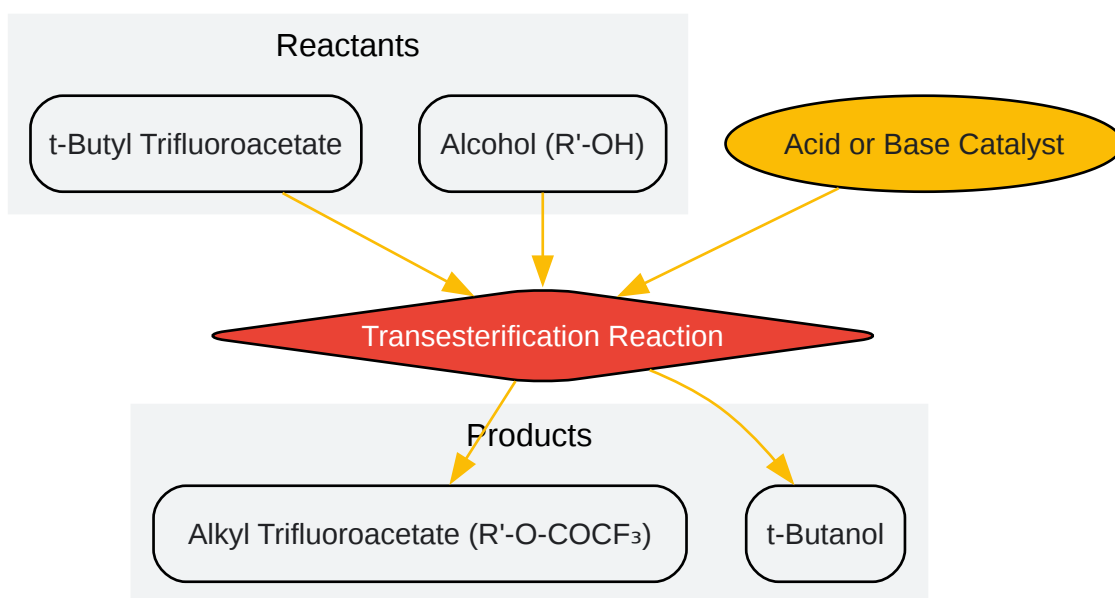 Reactants
t-Butyl Trifluoroacetate
Alcohol (R'-OH)
Acid or Base Catalyst
Transesterification Reaction
Products
Alkyl Trifluoroacetate (R'-O-COCF₃)
t-Butanol